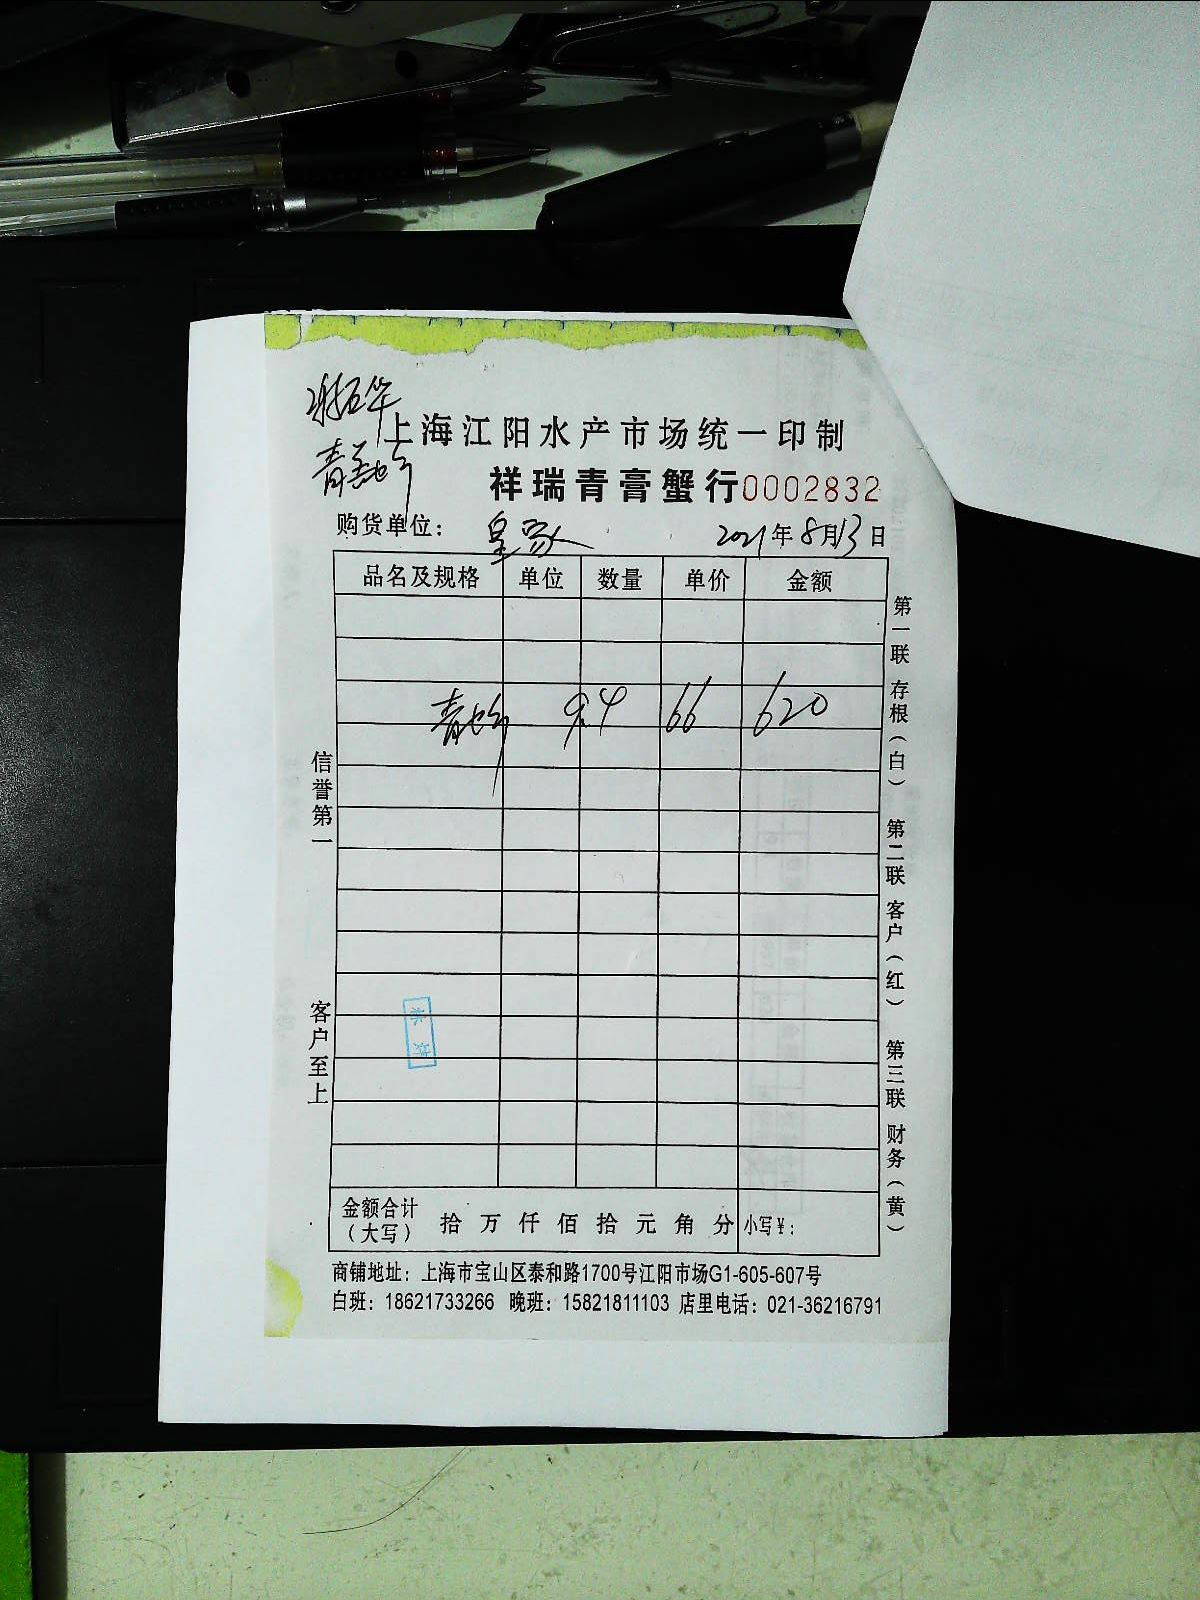 上海江阳水产市场统一印制
祥瑞青膏蟹行0002832
购货单位： 皇家 2021年8月13日
品名及规格 单位 数量 单价 金额
青 9.4 66 620
信誉第一
客户至上
第一联 存根（白） 第二联 客户（红） 第三联 财务（黄）
金额合计（大写） 拾 万 仟 佰 拾 元 角 分 小写¥：
商铺地址：上海市宝山区泰和路1700号江阳市场G1-605-607号
白班：18621733266 晚班：15821811103 店里电话：021-36216791